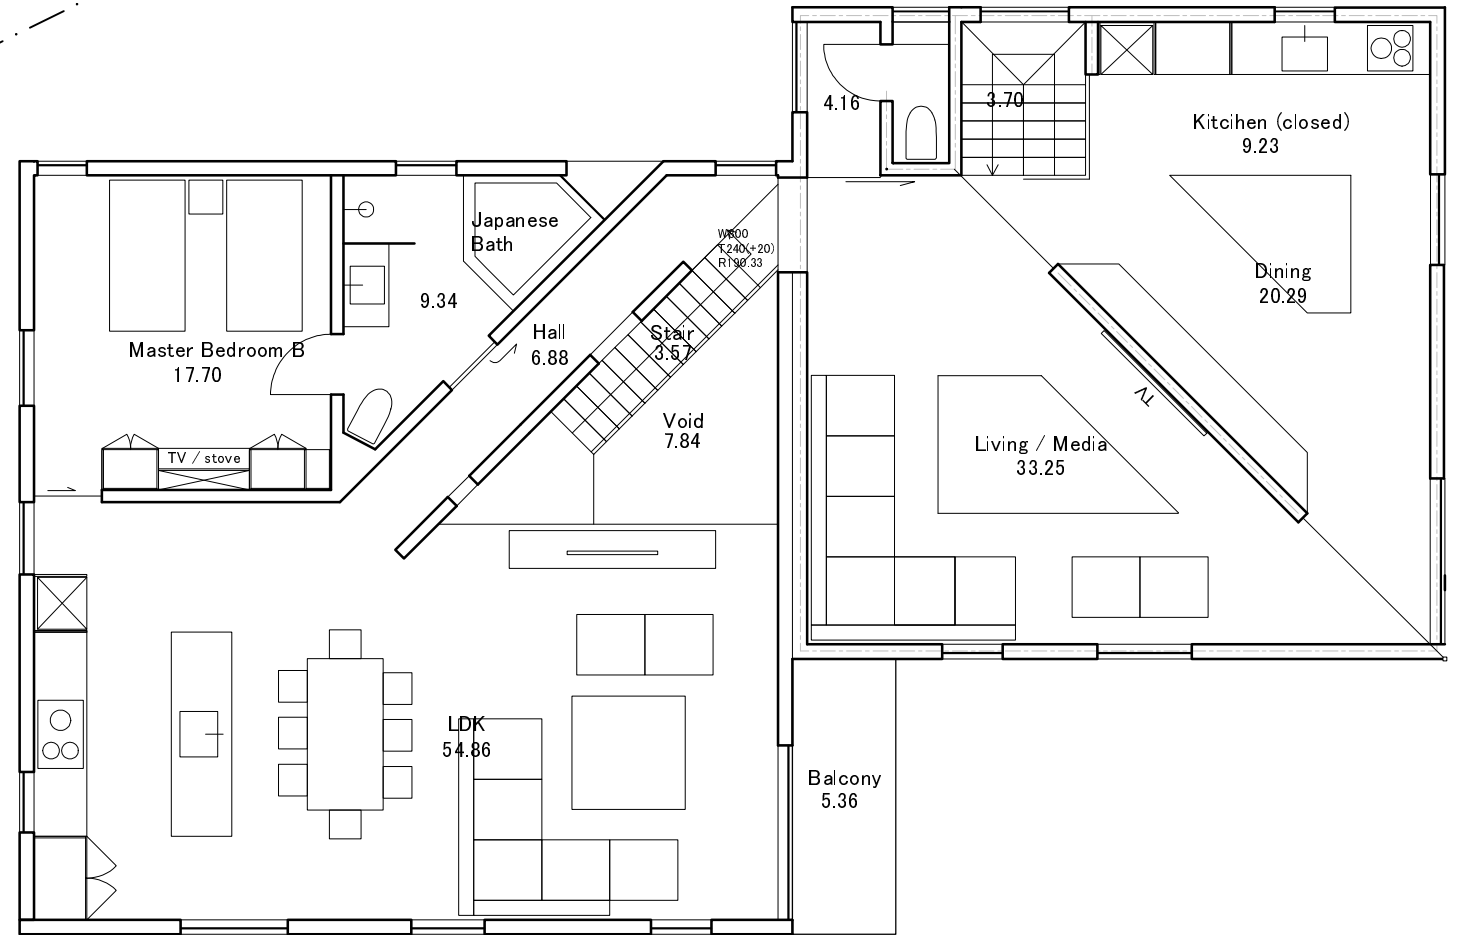 4.16
3.70
Kitcihen (closed)
9.23
Japanese
Bath
W800
T240(+20)
R190.33
Dining
20.29
9.34
Hall
6.88
Stair
3.57
Master Bedroom B
17.70
TV
Void
7.84
Living / Media
33.25
TV / stove
LDK
54.86
Balcony
5.36